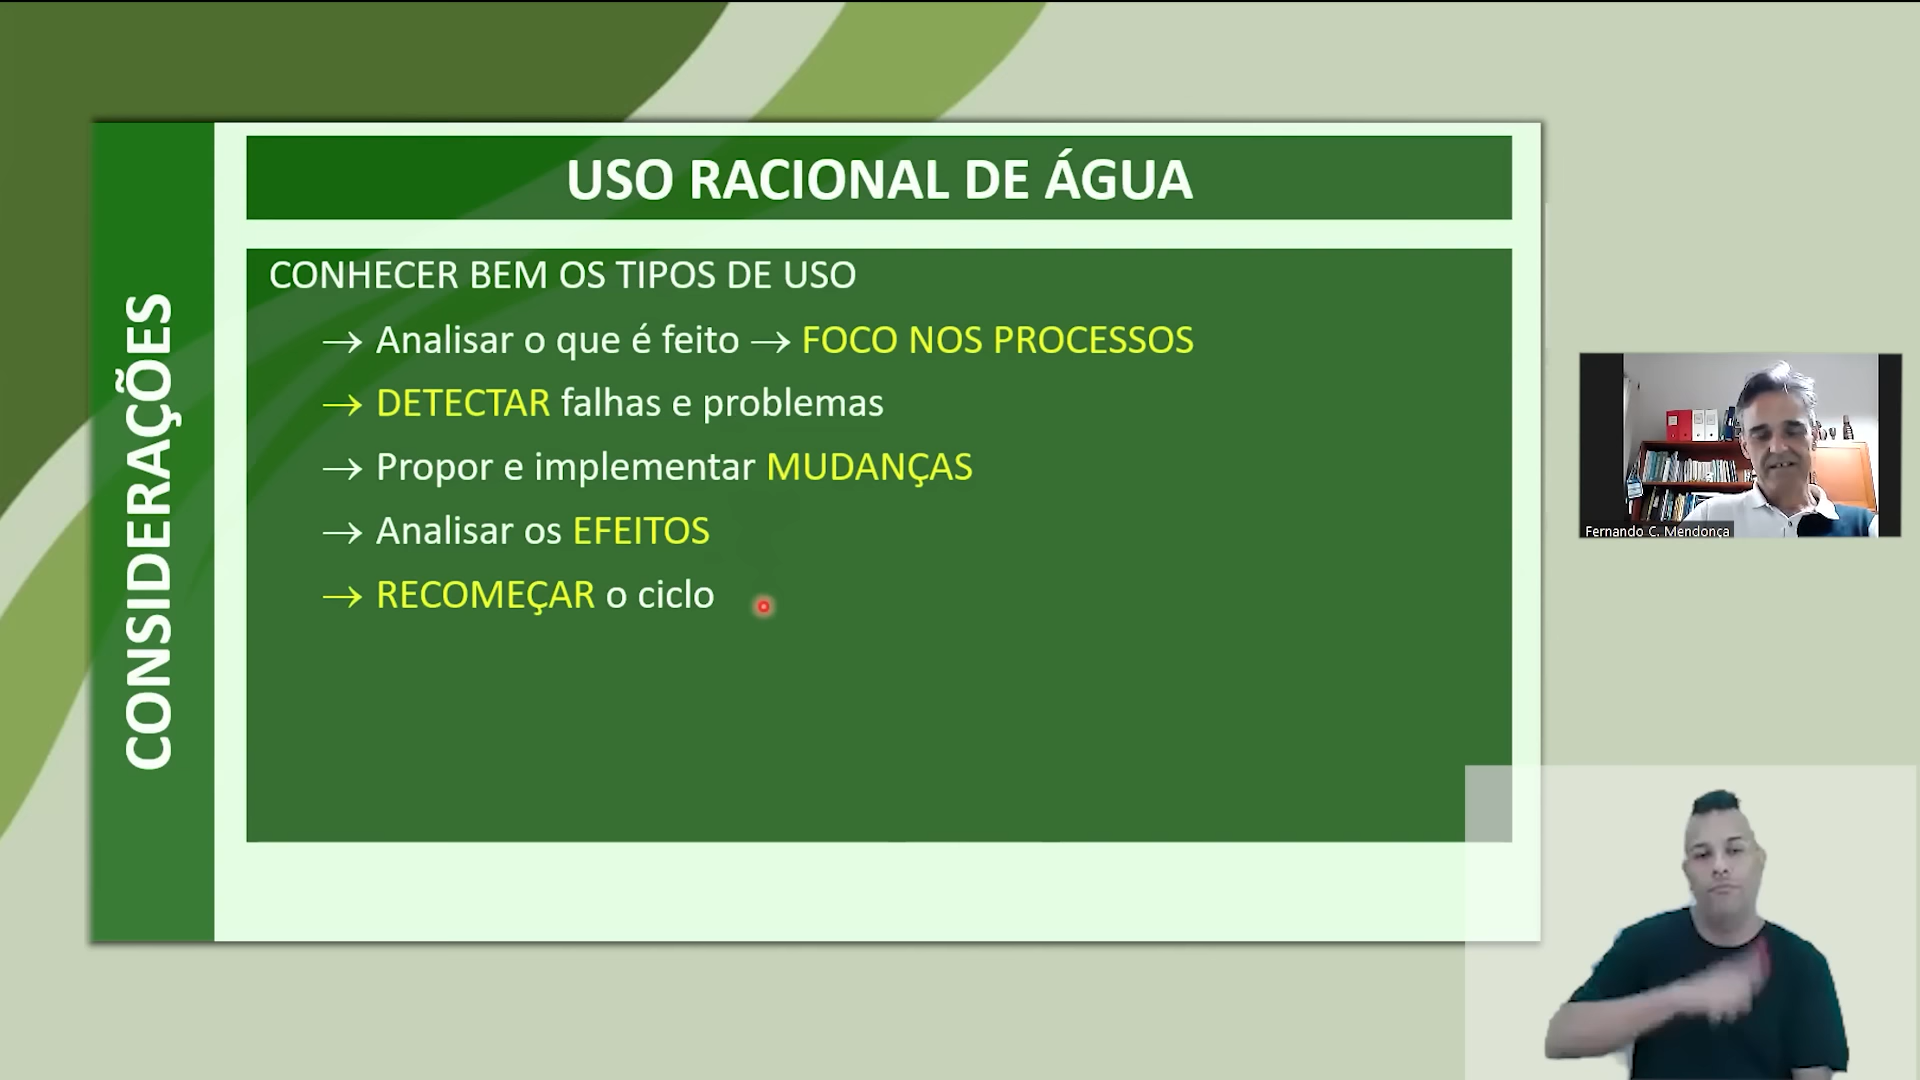 CONSIDERAÇÕES
USO RACIONAL DE ÁGUA
CONHECER BEM OS TIPOS DE USO
→ Analisar o que é feito → FOCO NOS PROCESSOS
→ DETECTAR falhas e problemas
→ Propor e implementar MUDANÇAS
→ Analisar os EFEITOS
→ RECOMEÇAR o ciclo
Fernando C. Mendonça